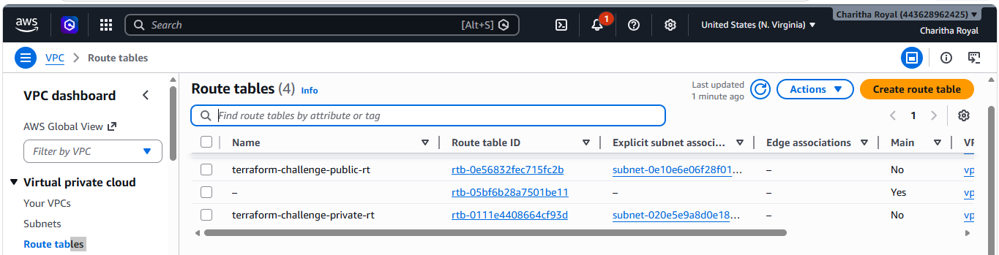 aws
Search
[Alt+S]
1
United States (N. Virginia)
Charitha Royal (443628962425)
Charitha Royal
VPC > Route tables
VPC dashboard
AWS Global View
Filter by VPC
Virtual private cloud
Your VPCs
Subnets
Route tables
Route tables (4) Info
Last updated
1 minute ago
Actions
Create route table
Find route tables by attribute or tag
1
Name Route table ID Explicit subnet associ... Edge associations Main
terraform-challenge-public-rt rtb-0e56832fec715fc2b subnet-0e10e6e06f28f01... – No vp
– rtb-05bf6b28a7501be11 – – Yes vp
terraform-challenge-private-rt rtb-0111e4408664cf93d subnet-020e5e9a8d0e18... – No vp